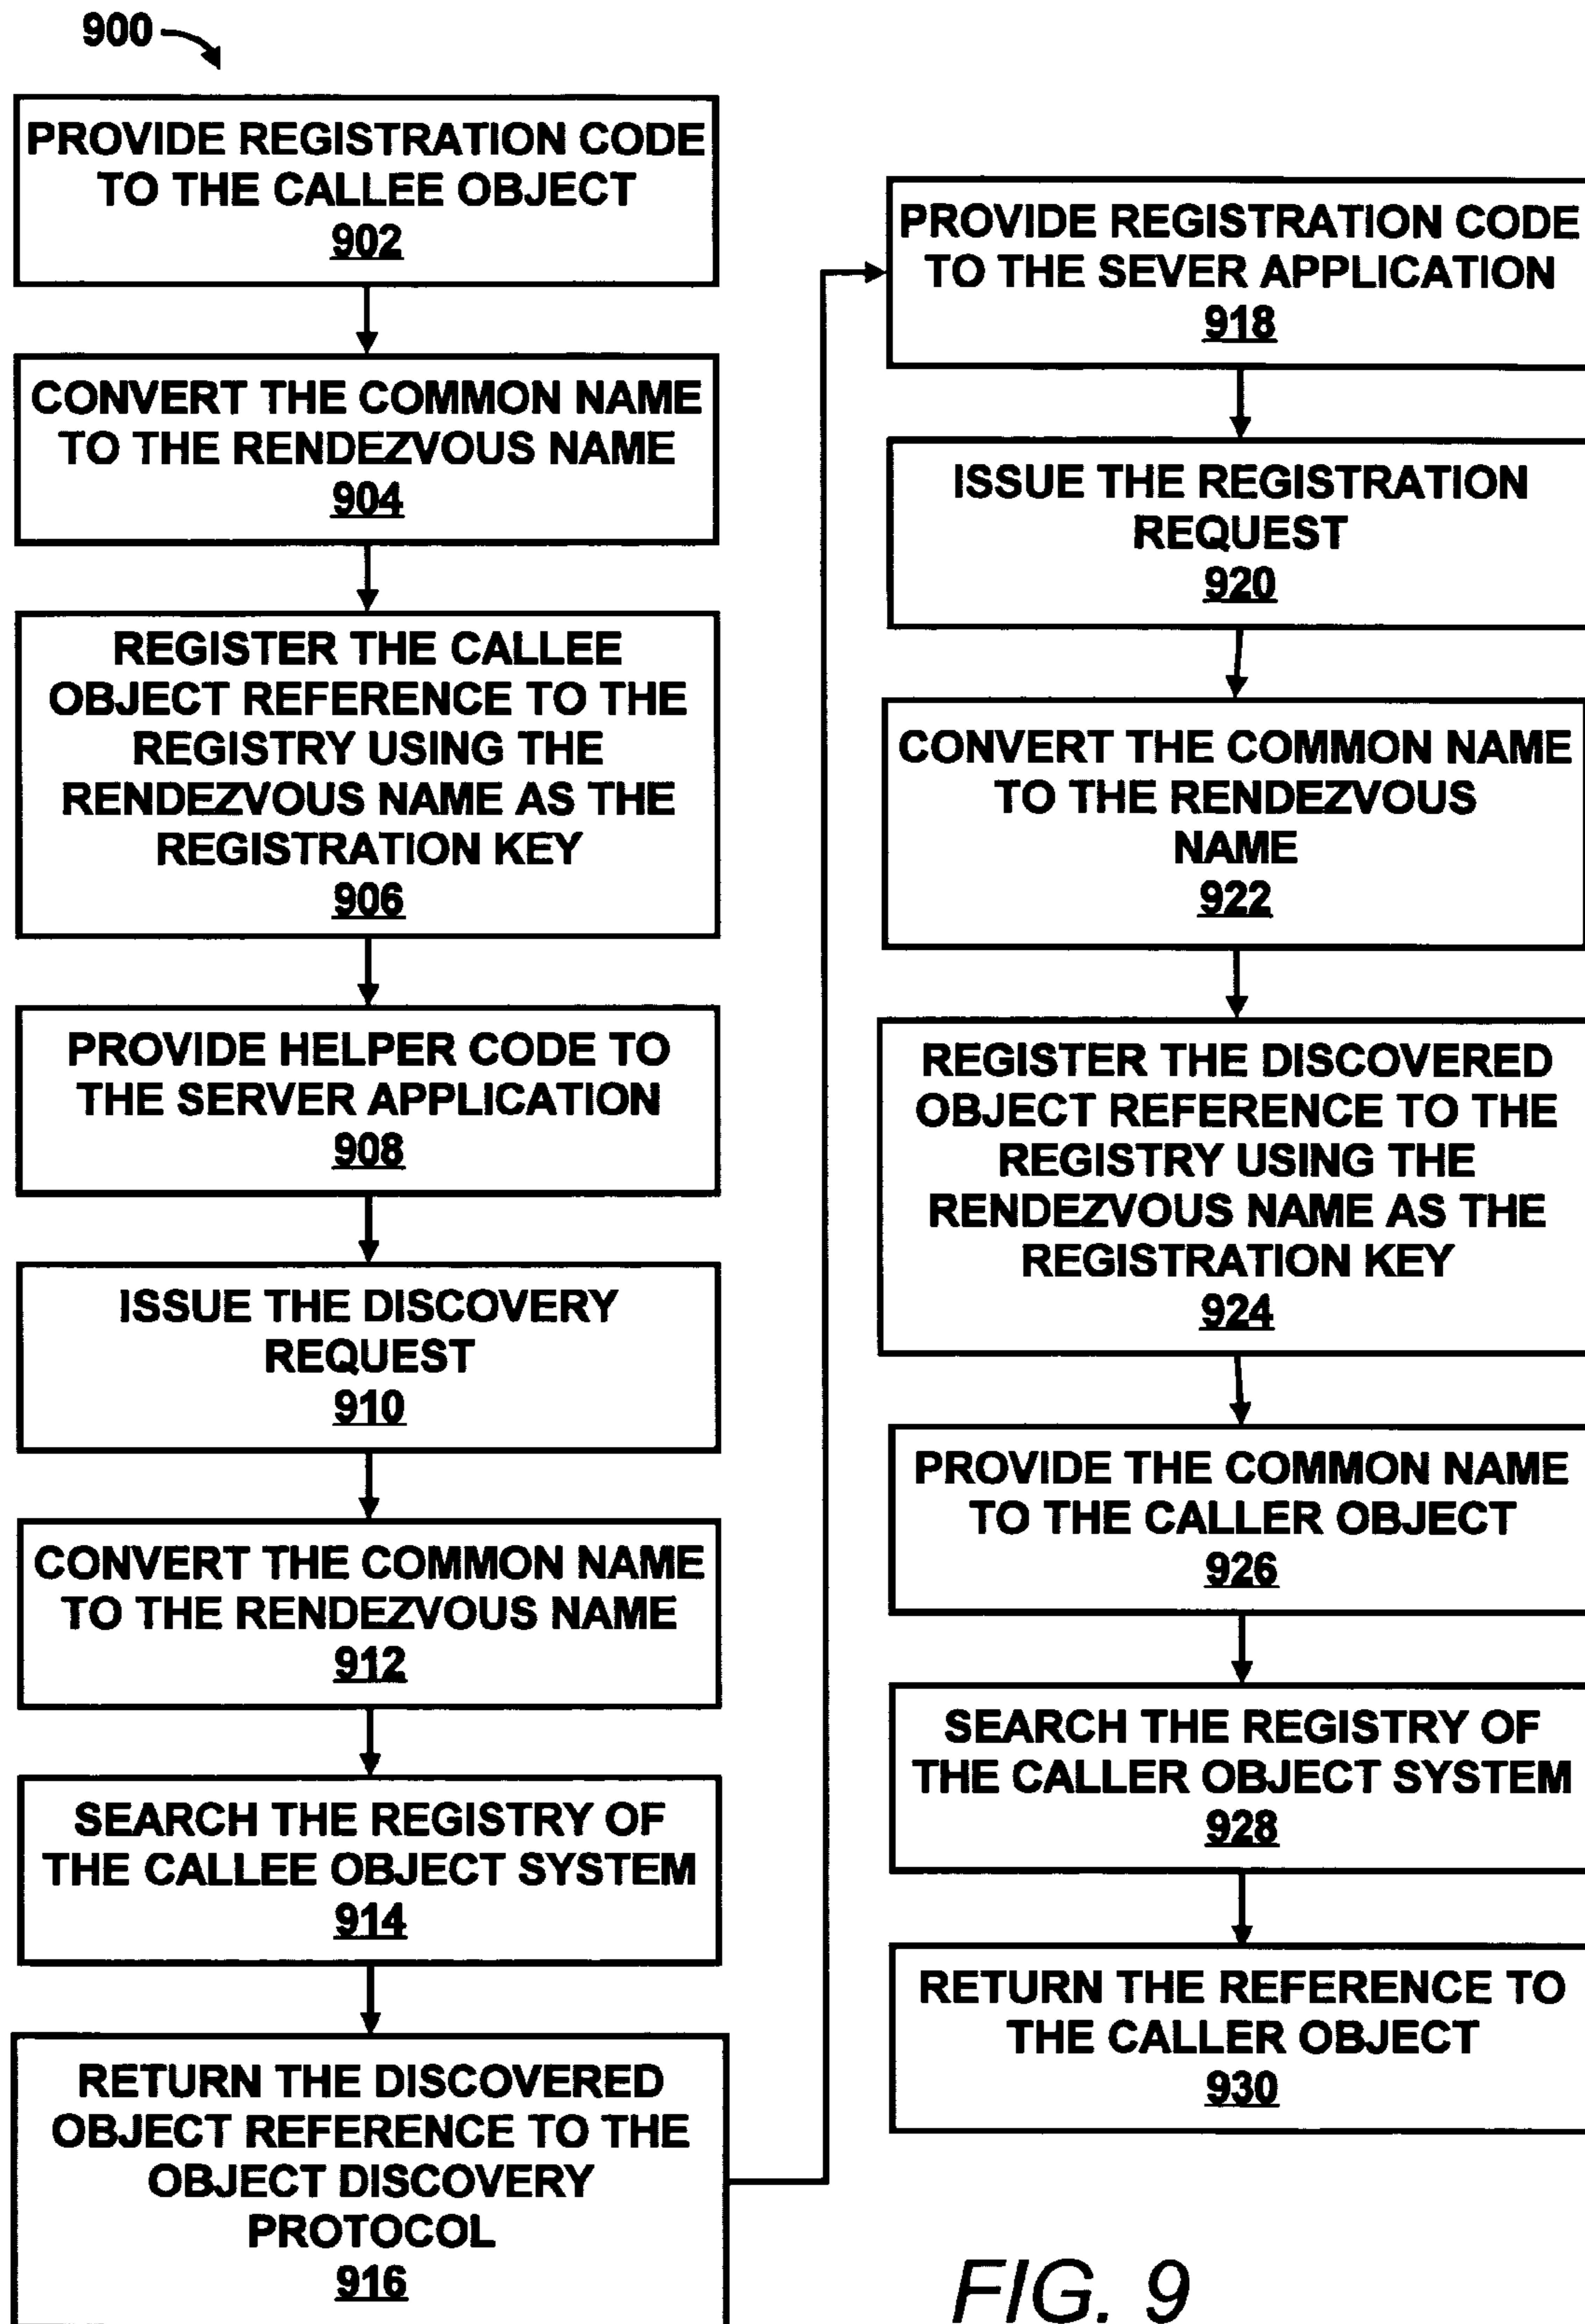 900
PROVIDE REGISTRATION CODE
TO THE CALLEE OBJECT
902
CONVERT THE COMMON NAME
TO THE RENDEZVOUS NAME
904
REGISTER THE CALLEE
OBJECT REFERENCE TO THE
REGISTRY USING THE
RENDEZVOUS NAME AS THE
REGISTRATION KEY
906
PROVIDE HELPER CODE TO
THE SERVER APPLICATION
908
ISSUE THE DISCOVERY
REQUEST
910
CONVERT THE COMMON NAME
TO THE RENDEZVOUS NAME
912
SEARCH THE REGISTRY OF
THE CALLEE OBJECT SYSTEM
914
RETURN THE DISCOVERED
OBJECT REFERENCE TO THE
OBJECT DISCOVERY
PROTOCOL
916
PROVIDE REGISTRATION CODE
TO THE SEVER APPLICATION
918
ISSUE THE REGISTRATION
REQUEST
920
CONVERT THE COMMON NAME
TO THE RENDEZVOUS
NAME
922
REGISTER THE DISCOVERED
OBJECT REFERENCE TO THE
REGISTRY USING THE
RENDEZVOUS NAME AS THE
REGISTRATION KEY
924
PROVIDE THE COMMON NAME
TO THE CALLER OBJECT
926
SEARCH THE REGISTRY OF
THE CALLER OBJECT SYSTEM
928
RETURN THE REFERENCE TO
THE CALLER OBJECT
930
FIG. 9